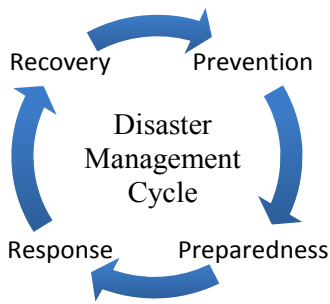 Recovery
Prevention
Disaster
Management
Cycle
Response
Preparedness